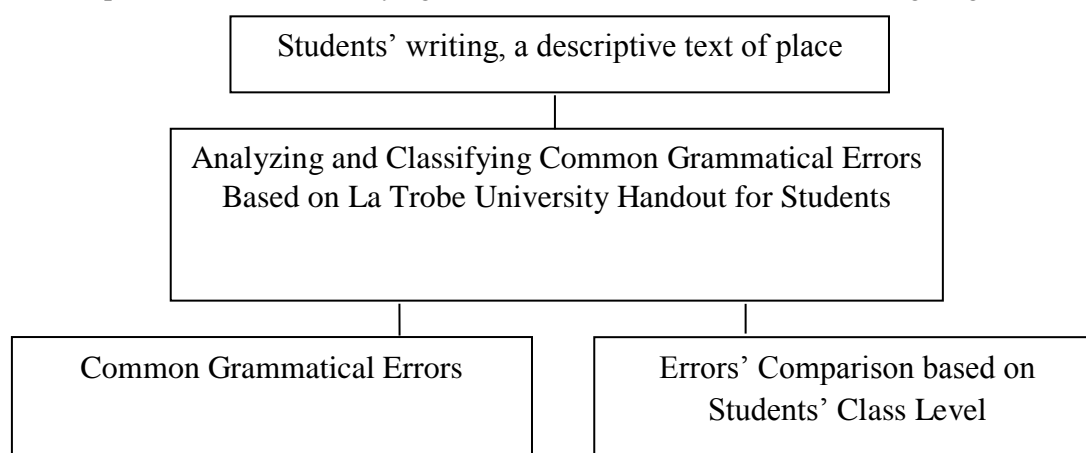 Students’ writing, a descriptive text of place
Analyzing and Classifying Common Grammatical Errors
Based on La Trobe University Handout for Students
Common Grammatical Errors
Errors’ Comparison based on
Students’ Class Level